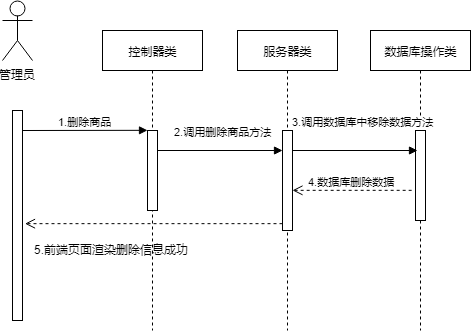 管理员
控制器类
服务器类
数据库操作类
1.删除商品
2.调用删除商品方法
3.调用数据库中移除数据方法
4.数据库删除数据
5.前端页面渲染删除信息成功